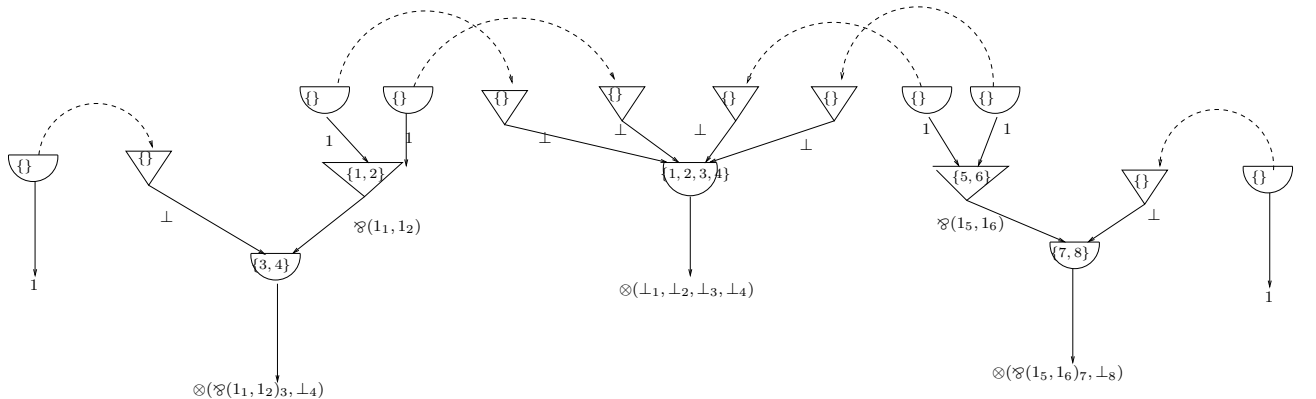 {} {} {} {} {} {} {} {}
1 ⊥ ⊥ ⊥ ⊥ 1
1 1
{} {} {1, 2} {1, 2, 3, 4} {5, 6} {} {}
⊥ ⅋(1₁, 1₂) ⅋(1₅, 1₆) ⊥
{3, 4} {7, 8}
1 ⊗(⊥₁, ⊥₂, ⊥₃, ⊥₄) 1
⊗(⅋(1₁, 1₂)₃, ⊥₄) ⊗(⅋(1₅, 1₆)₇, ⊥₈)